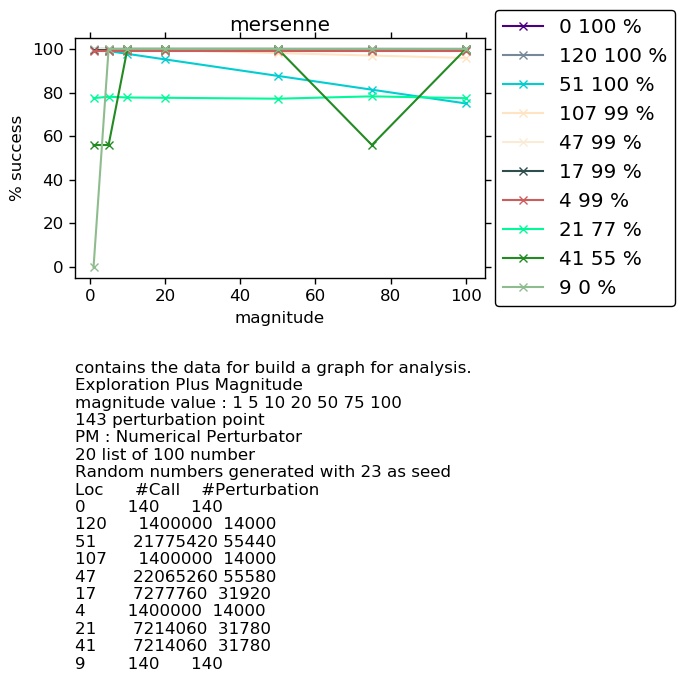 mersenne
100
80
60
40
20
0
% success
0 20 40 60 80 100
magnitude
0 100 %
120 100 %
51 100 %
107 99 %
47 99 %
17 99 %
4 99 %
21 77 %
41 55 %
9 0 %
contains the data for build a graph for analysis.
Exploration Plus Magnitude
magnitude value : 1 5 10 20 50 75 100
143 perturbation point
PM : Numerical Perturbator
20 list of 100 number
Random numbers generated with 23 as seed
Loc #Call #Perturbation
0 140 140
120 1400000 14000
51 21775420 55440
107 1400000 14000
47 22065260 55580
17 7277760 31920
4 1400000 14000
21 7214060 31780
41 7214060 31780
9 140 140